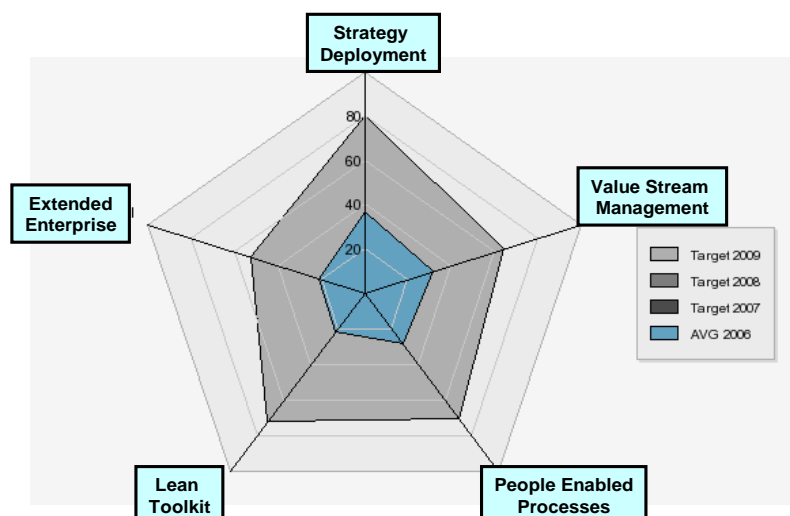 Strategy
Deployment
80
60
40
20
Extended
Enterprise
Value Stream
Management
Target 2009
Target 2008
Target 2007
AVG 2006
Lean
Toolkit
People Enabled
Processes